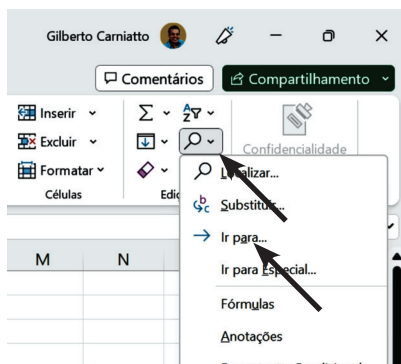 Gilberto Carniatto
Comentários
Compartilhamento
Inserir
Excluir
Formatar
Células
Confidencialidade
Localizar...
Substituir...
Ir para...
Ir para Especial...
Fórmulas
Anotações
M N